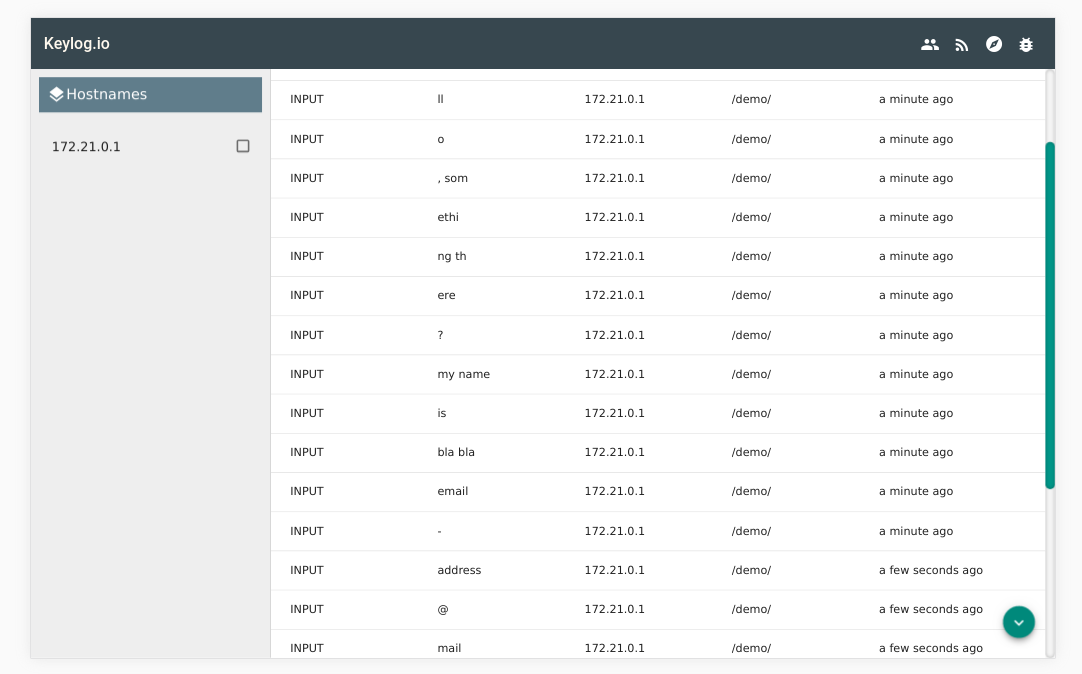 Keylog.io
Hostnames
172.21.0.1
INPUT ll 172.21.0.1 /demo/ a minute ago
INPUT o 172.21.0.1 /demo/ a minute ago
INPUT , som 172.21.0.1 /demo/ a minute ago
INPUT ethi 172.21.0.1 /demo/ a minute ago
INPUT ng th 172.21.0.1 /demo/ a minute ago
INPUT ere 172.21.0.1 /demo/ a minute ago
INPUT ? 172.21.0.1 /demo/ a minute ago
INPUT my name 172.21.0.1 /demo/ a minute ago
INPUT is 172.21.0.1 /demo/ a minute ago
INPUT bla bla 172.21.0.1 /demo/ a minute ago
INPUT email 172.21.0.1 /demo/ a minute ago
INPUT - 172.21.0.1 /demo/ a minute ago
INPUT address 172.21.0.1 /demo/ a few seconds ago
INPUT @ 172.21.0.1 /demo/ a few seconds ago
INPUT mail 172.21.0.1 /demo/ a few seconds ago